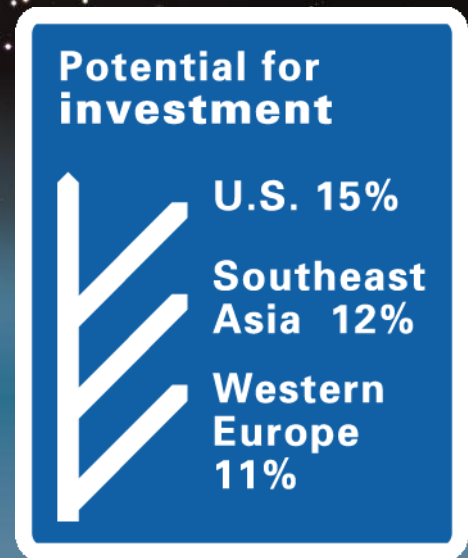 Potential for
investment
U.S. 15%
Southeast
Asia 12%
Western
Europe
11%